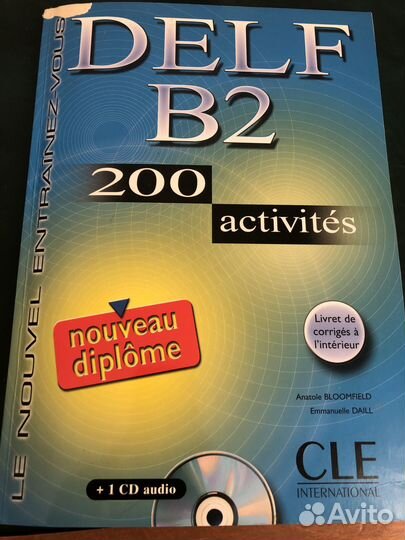 LE NOUVEL ENTRAINEZ-VOUS
DELF
B2
200
activités
nouveau
diplôme
Livret de
corrigés à
l'intérieur
Anatole BLOOMFIELD
Emmanuelle DAILL
+ 1 CD audio
CLE
INTERNATIONAL
Avito